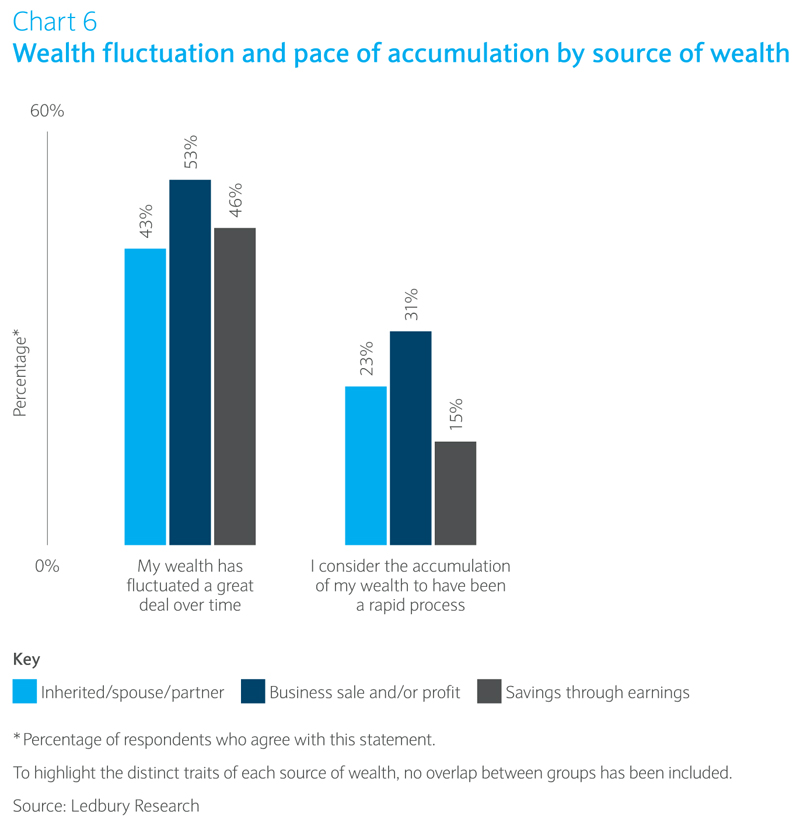 Chart 6
Wealth fluctuation and pace of accumulation by source of wealth
60%
Percentage*
0%
43%
53%
46%
23%
31%
15%
My wealth has
fluctuated a great
deal over time
I consider the accumulation
of my wealth to have been
a rapid process
Key
Inherited/spouse/partner
Business sale and/or profit
Savings through earnings
* Percentage of respondents who agree with this statement.
To highlight the distinct traits of each source of wealth, no overlap between groups has been included.
Source: Ledbury Research